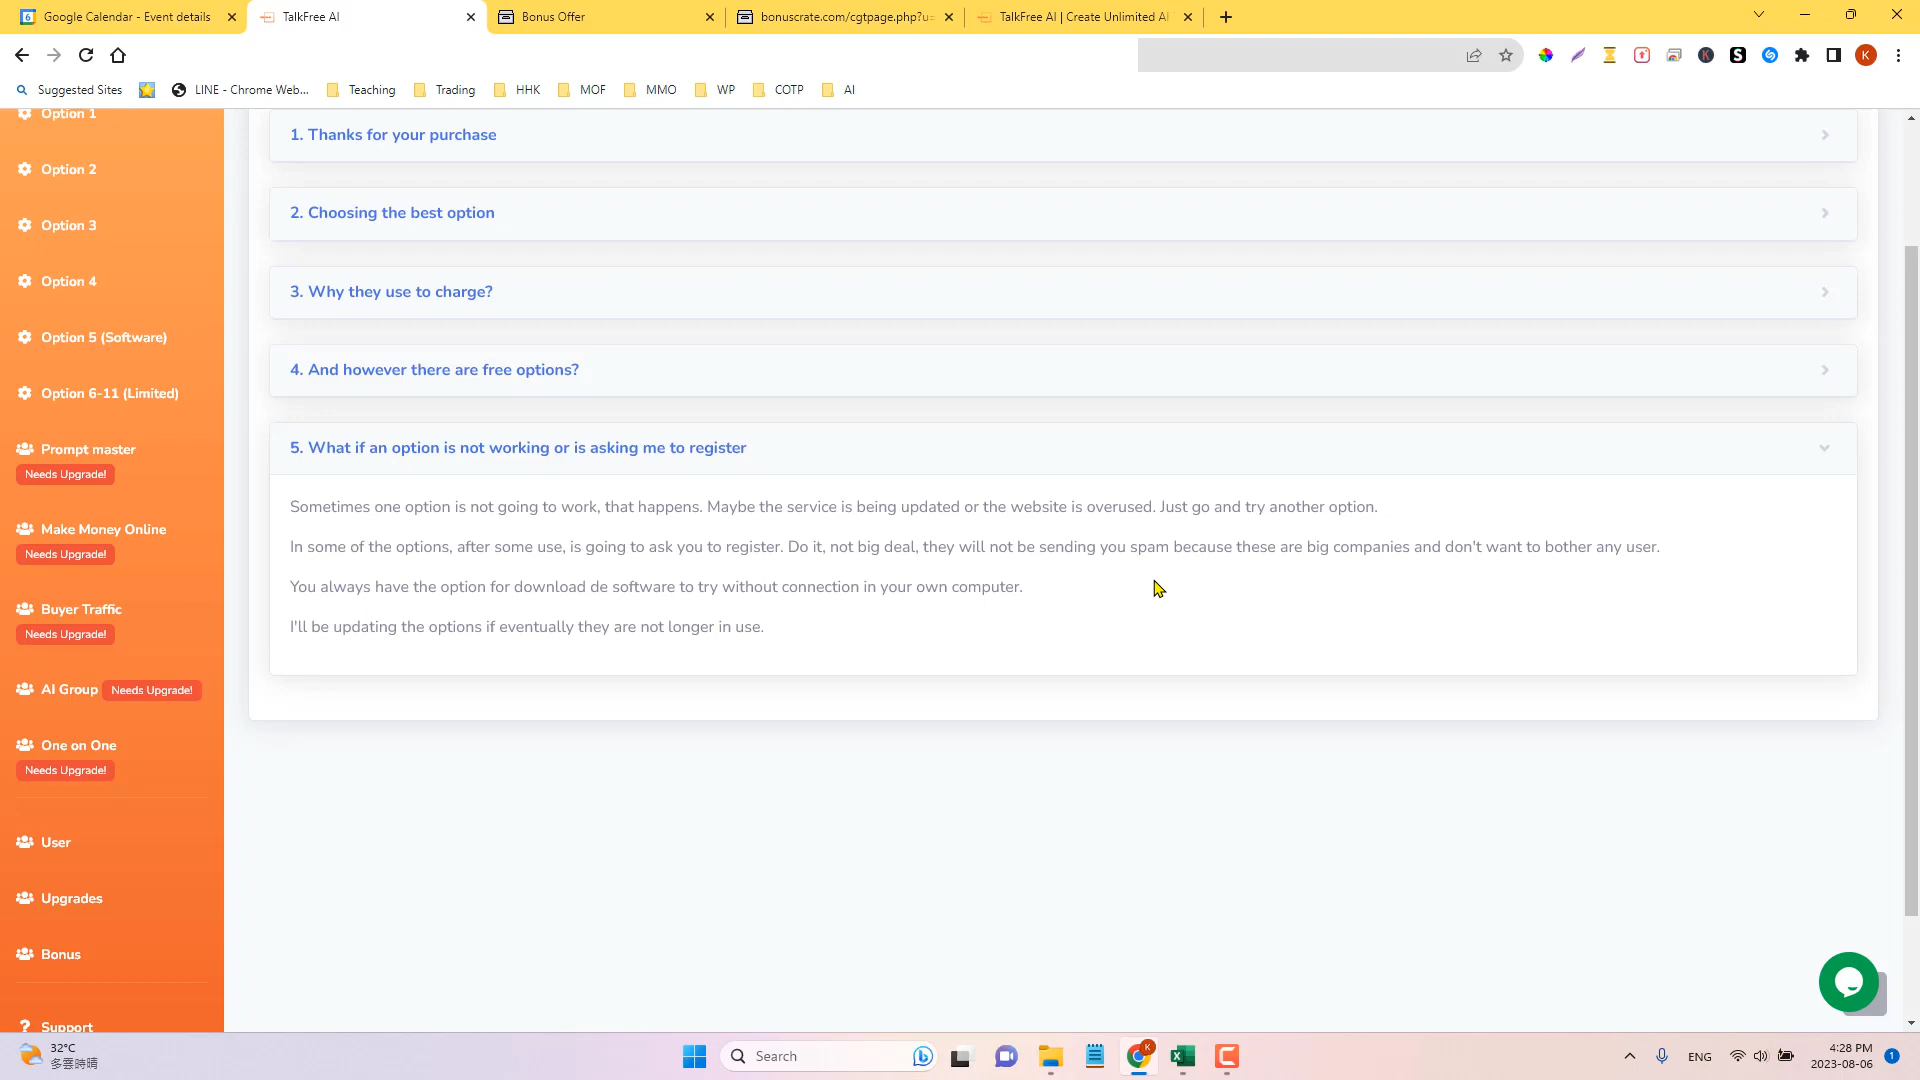 Google Calendar - Event details
TalkFree AI
Bonus Offer
bonuscrate.com/cgtpage.php?u=
TalkFree AI | Create Unlimited AI
Suggested Sites
LINE - Chrome Web...
Teaching
Trading
HHK
MOF
MMO
WP
COTP
AI
Option 1
Option 2
Option 3
Option 4
Option 5 (Software)
Option 6-11 (Limited)
Prompt master
Needs Upgrade!
Make Money Online
Needs Upgrade!
Buyer Traffic
Needs Upgrade!
AI Group Needs Upgrade!
One on One
Needs Upgrade!
User
Upgrades
Bonus
Support
1. Thanks for your purchase
2. Choosing the best option
3. Why they use to charge?
4. And however there are free options?
5. What if an option is not working or is asking me to register
Sometimes one option is not going to work, that happens. Maybe the service is being updated or the website is overused. Just go and try another option.
In some of the options, after some use, is going to ask you to register. Do it, not big deal, they will not be sending you spam because these are big companies and don't want to bother any user.
You always have the option for download de software to try without connection in your own computer.
I'll be updating the options if eventually they are not longer in use.
32°C
多雲時晴
Search
ENG
4:28 PM
2023-08-06
1